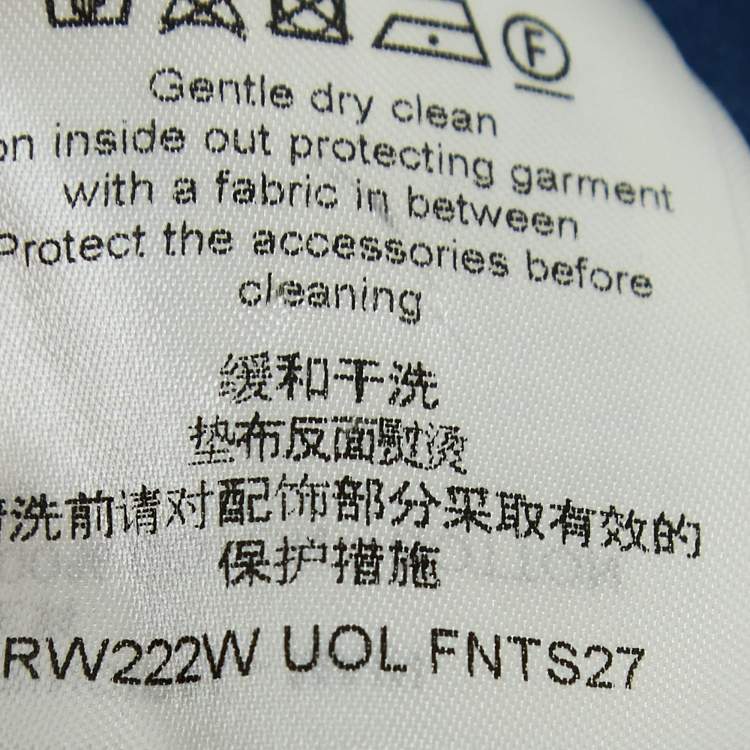 F
Gentle dry clean
on inside out protecting garment
with a fabric in between
Protect the accessories before
cleaning
缓和干洗
垫布反面熨烫
洗前请对配饰部分采取有效的
保护措施
RW222W UOL FNTS27